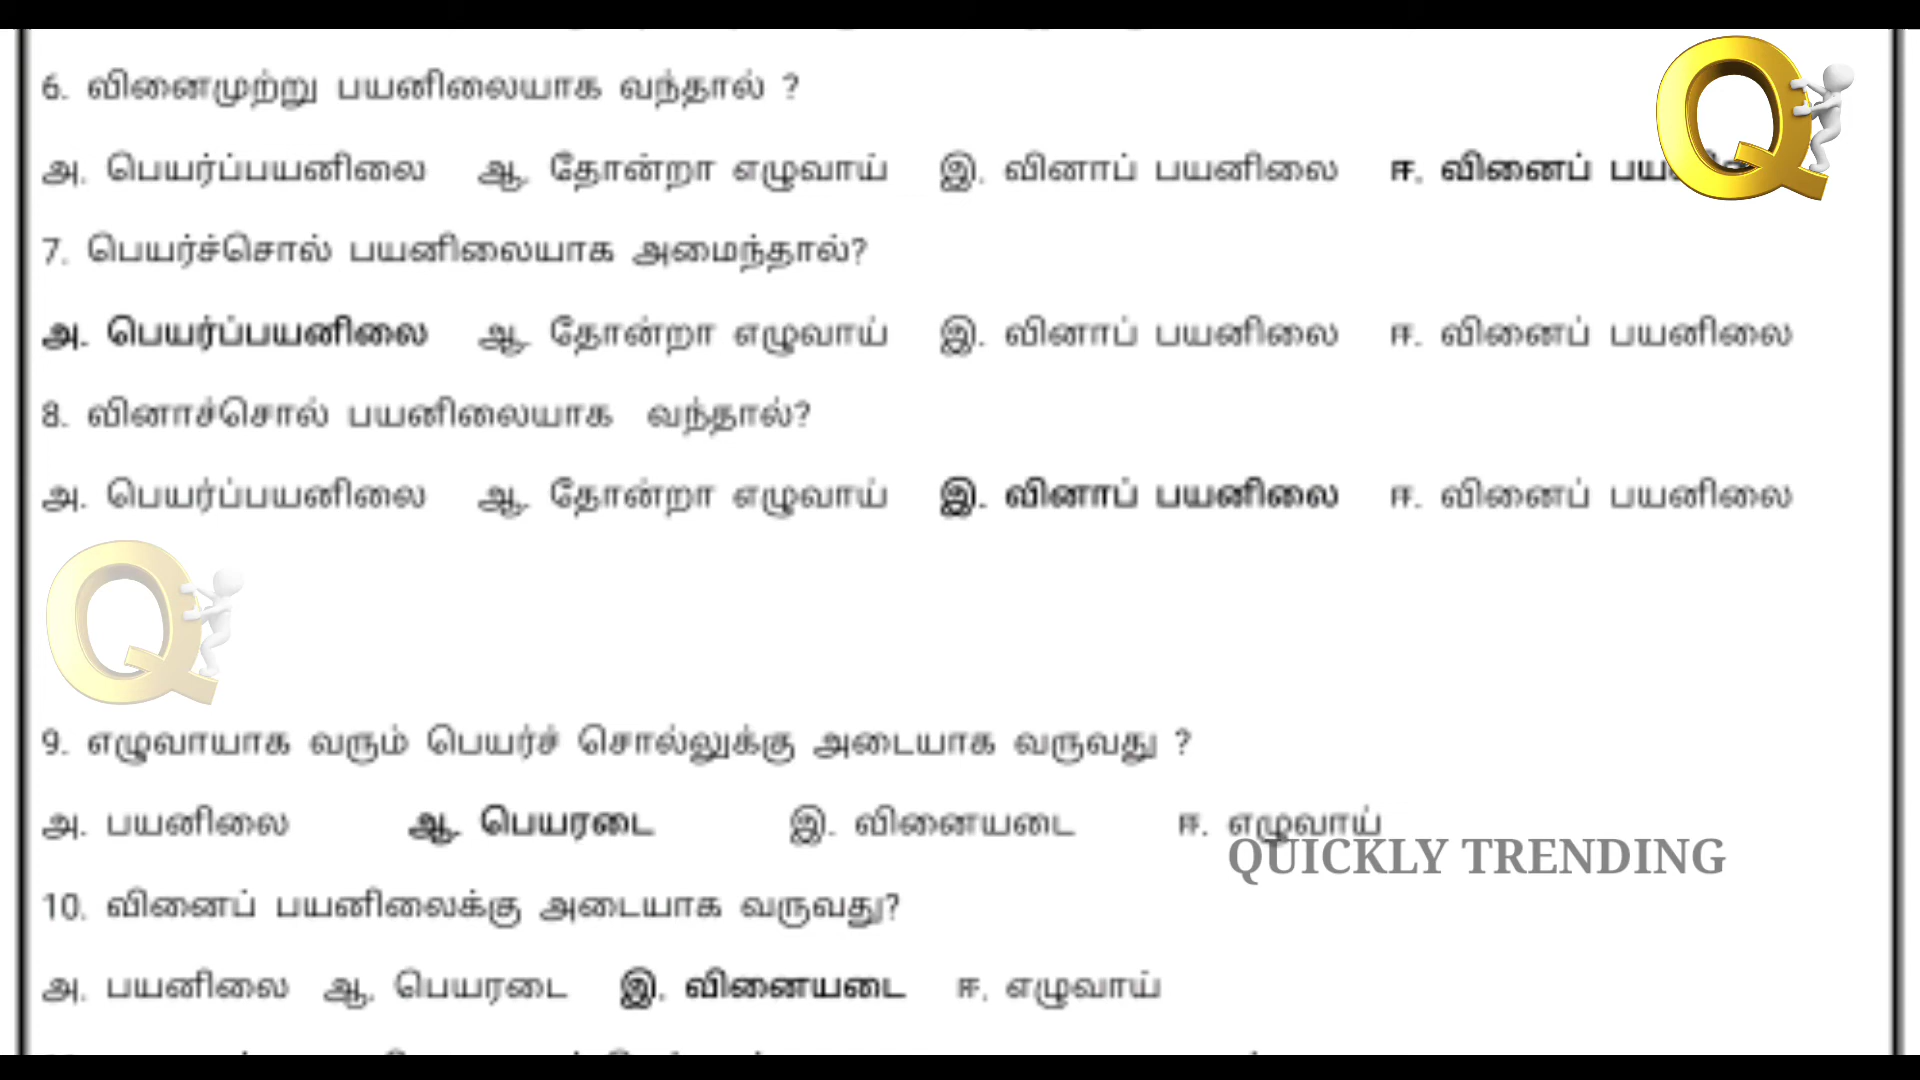 6. வினைமுற்று பயனிலையாக வந்தால் ?
அ. பெயர்ப்பயனிலை ஆ. தோன்றா எழுவாய் இ. வினாப் பயனிலை ஈ. வினைப்
7. பெயர்ச்சொல் பயனிலையாக அமைந்தால்?
அ. பெயர்ப்பயனிலை ஆ. தோன்றா எழுவாய் இ. வினாப் பயனிலை ஈ. வினைப் பயனிலை
8. வினாச்சொல் பயனிலையாக வந்தால்?
அ. பெயர்ப்பயனிலை ஆ. தோன்றா எழுவாய் இ. வினாப் பயனிலை ஈ. வினைப் பயனிலை
9. எழுவாயாக வரும் பெயர்ச் சொல்லுக்கு அடையாக வருவது ?
அ. பயனிலை ஆ. பெயரடை இ. வினையடை ஈ. எழுவாய்
QUICKLY TRENDING
10. வினைப் பயனிலைக்கு அடையாக வருவது?
அ. பயனிலை ஆ. பெயரடை இ. வினையடை ஈ. எழுவாய்